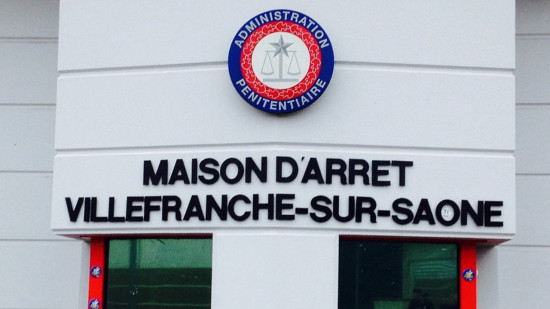 ADMINISTRATION
PENITENTIAIRE
MAISON D'ARRET
VILLEFRANCHE-SUR-SAONE